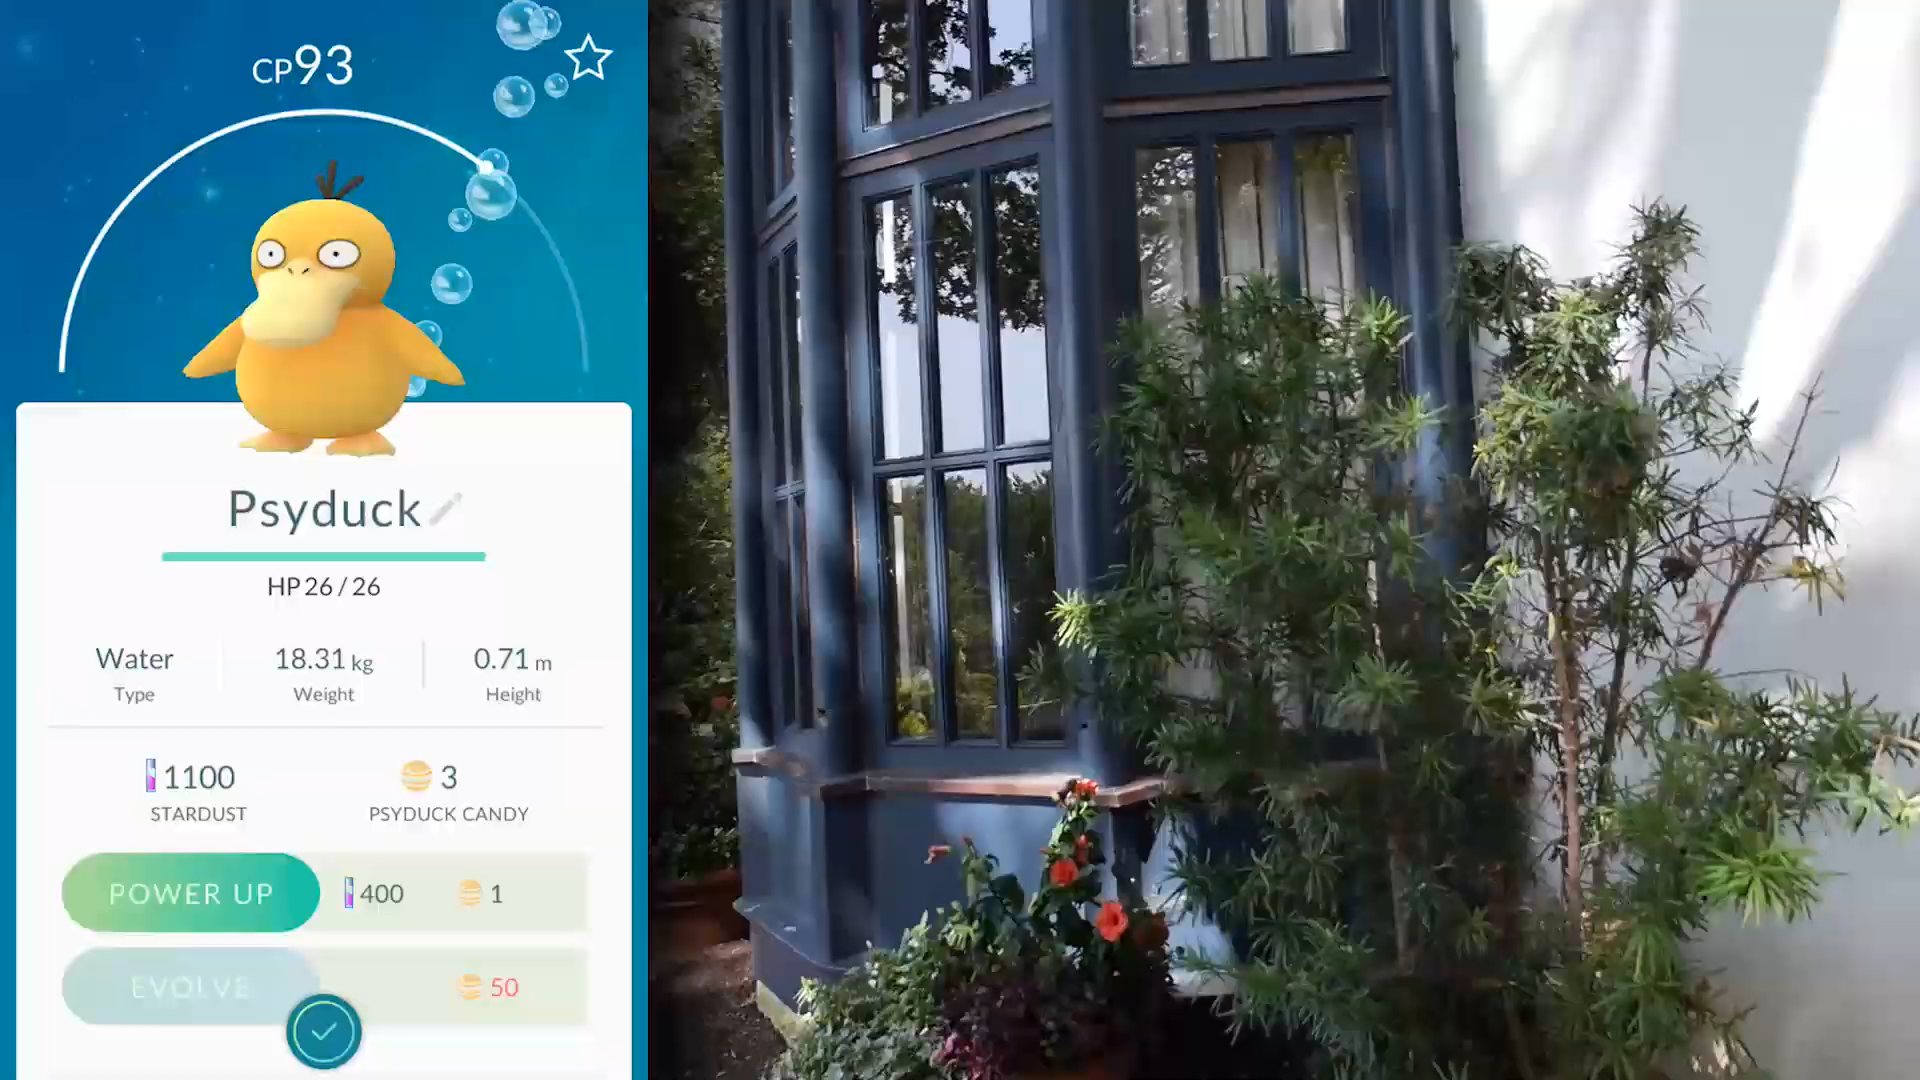 CP93
Psyduck
HP 26 / 26
Water
Type
18.31 kg
Weight
0.71 m
Height
1100
STARDUST
3
PSYDUCK CANDY
POWER UP
400
1
EVOLVE
50